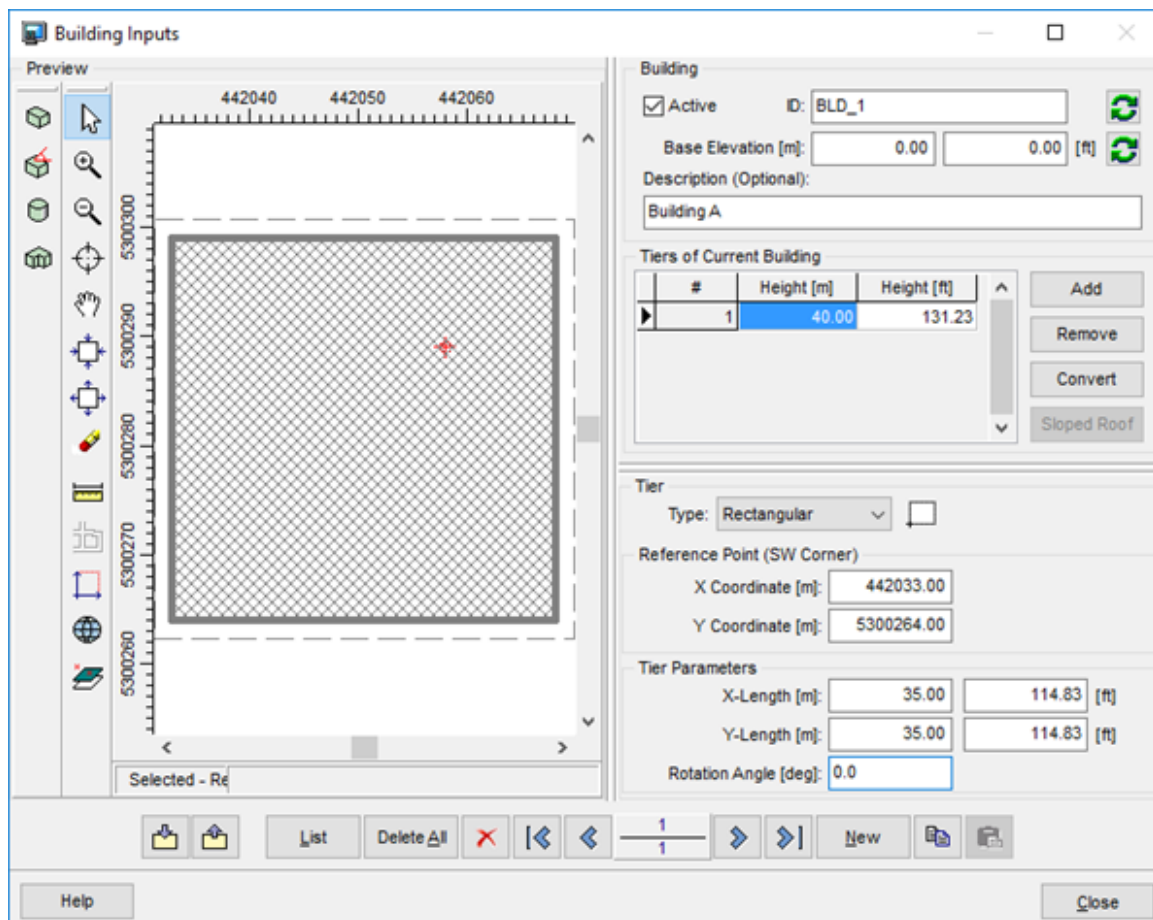 Building Inputs
Preview
442040 442050 442060
5300300
5300290
5300280
5300270
5300260
Selected - Re
Building
Active ID: BLD_1
Base Elevation [m]: 0.00 0.00 [ft]
Description (Optional):
Building A
Tiers of Current Building
# Height [m] Height [ft]
1 40.00 131.23
Add
Remove
Convert
Sloped Roof
Tier
Type: Rectangular
Reference Point (SW Corner)
X Coordinate [m]: 442033.00
Y Coordinate [m]: 5300264.00
Tier Parameters
X-Length [m]: 35.00 114.83 [ft]
Y-Length [m]: 35.00 114.83 [ft]
Rotation Angle [deg]: 0.0
List Delete All 1 New
1
Help Close